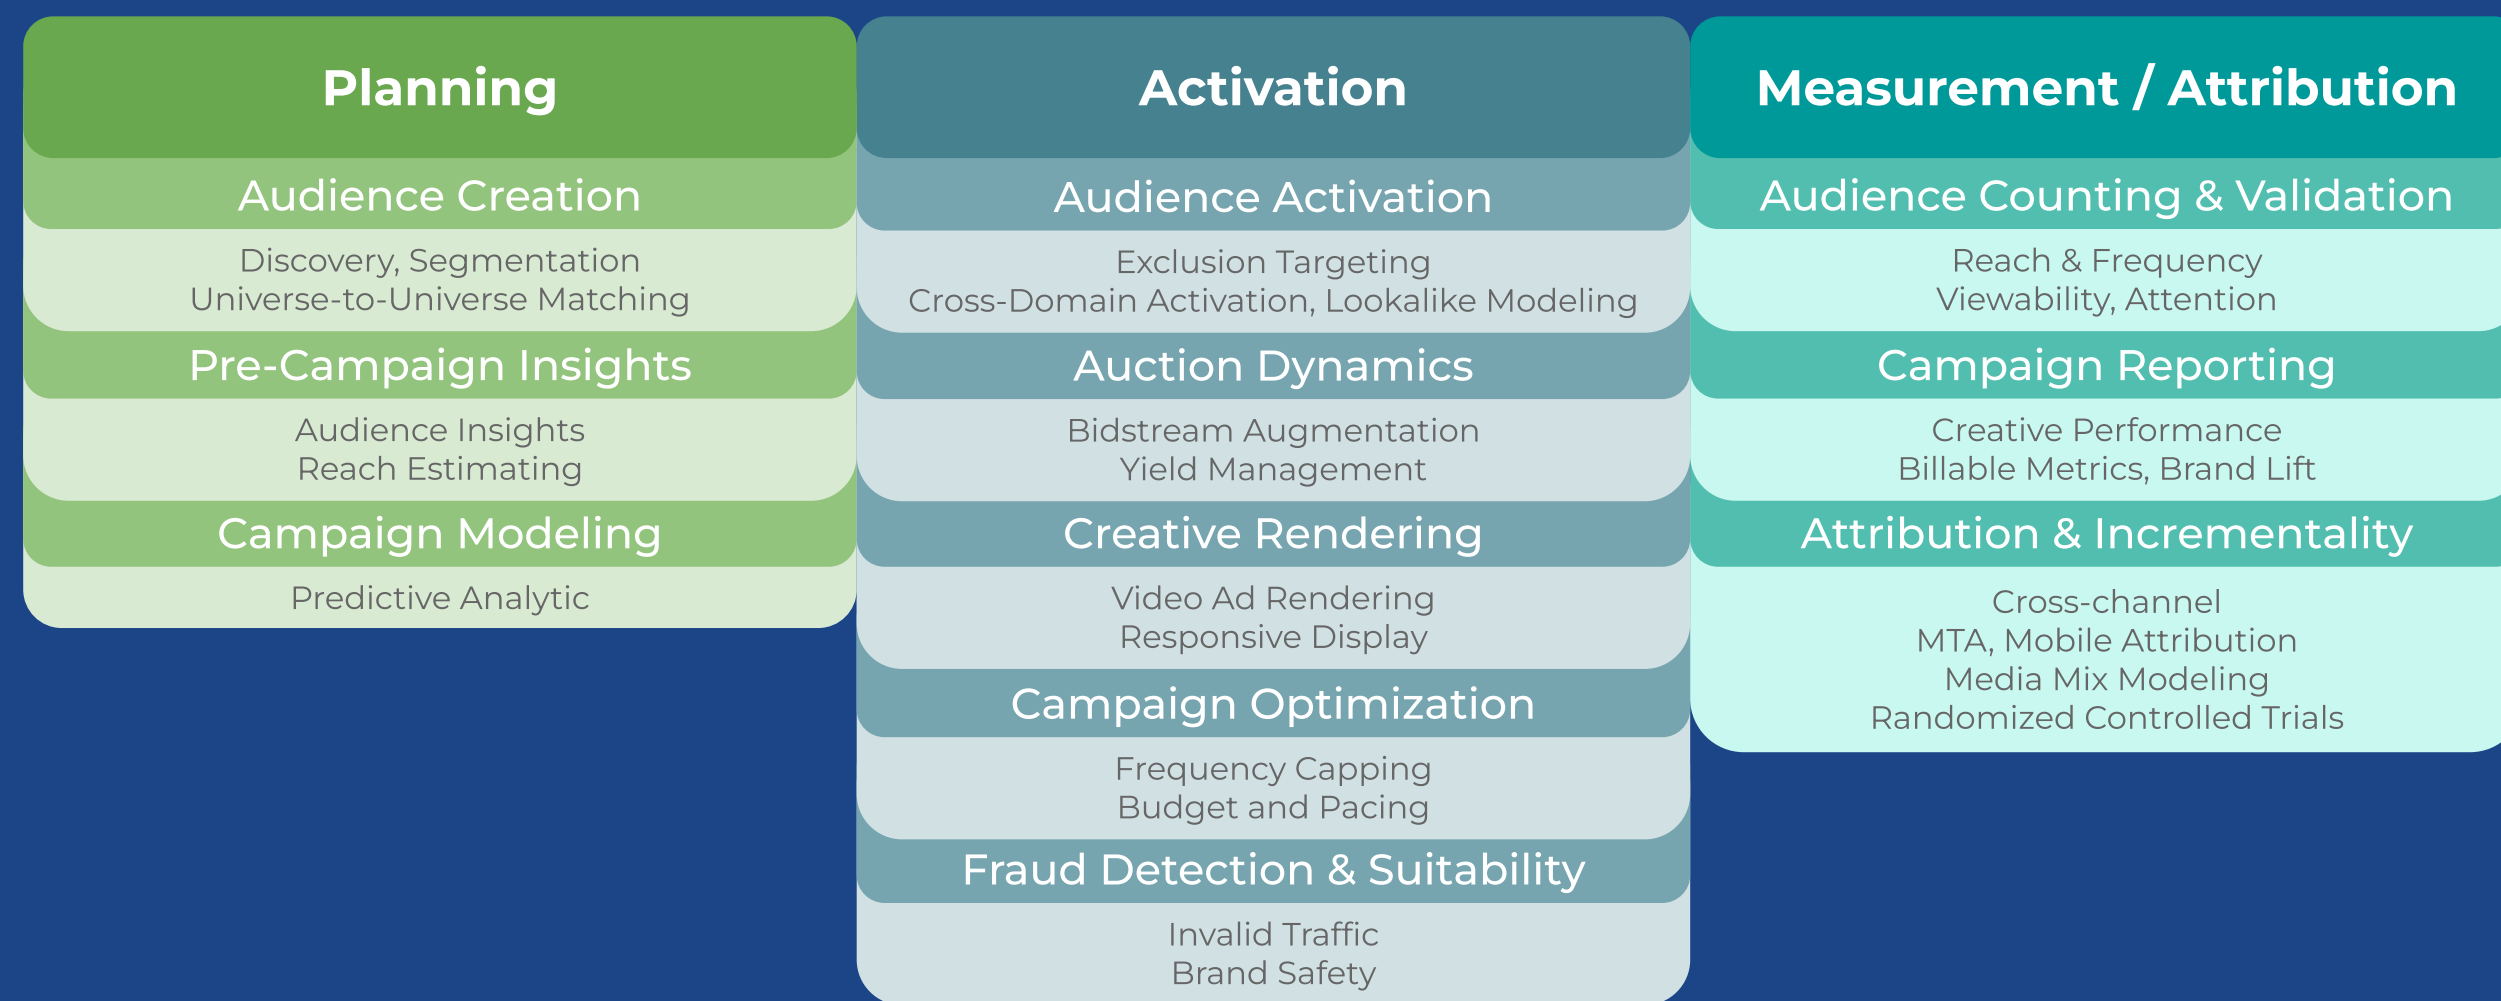 Planning
Audience Creation
Discovery, Segmentation
Universe-to-Universe Matching
Pre-Campaign Insights
Audience Insights
Reach Estimating
Campaign Modeling
Predictive Analytic
Activation
Audience Activation
Exclusion Targeting
Cross-Domain Activation, Lookalike Modeling
Auction Dynamics
Bidstream Augmentation
Yield Management
Creative Rendering
Video Ad Rendering
Responsive Display
Campaign Optimization
Frequency Capping
Budget and Pacing
Fraud Detection & Suitability
Invalid Traffic
Brand Safety
Measurement / Attribution
Audience Counting & Validation
Reach & Frequency
Viewability, Attention
Campaign Reporting
Creative Performance
Billable Metrics, Brand Lift
Attribution & Incrementality
Cross-channel
MTA, Mobile Attribution
Media Mix Modeling
Randomized Controlled Trials